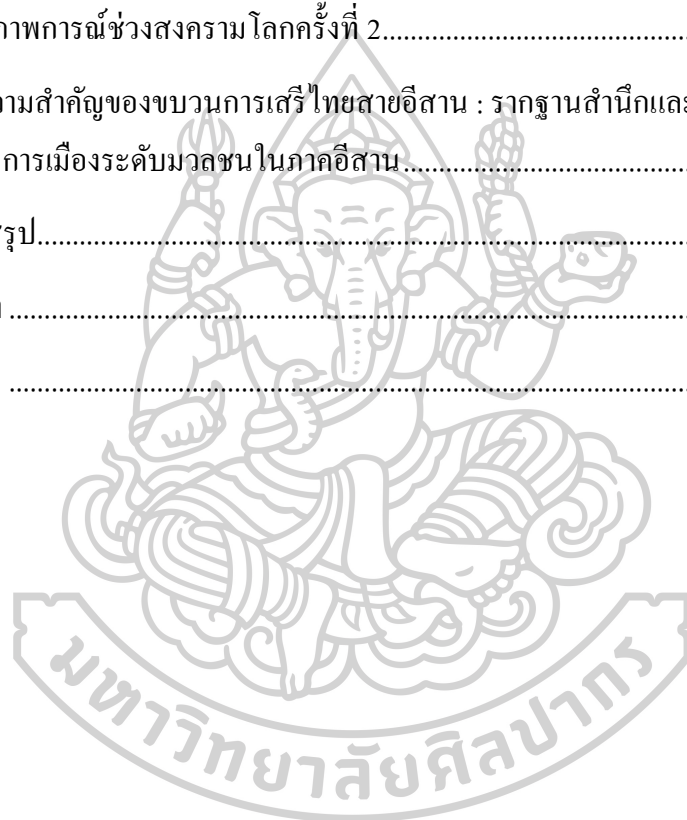 ภาพการณ์ช่วงสงครามโลกครั้งที่ 2................................................
วามสำคัญของขบวนการเสรีไทยสายอีสาน : รากฐานสำนึกและ
การเมืองระดับมวลชนในภาคอีสาน.............................................
สรุป.......................................................................................................
............................................................................................................
............................................................................................................
มหาวิทยาลัยศิลปากร